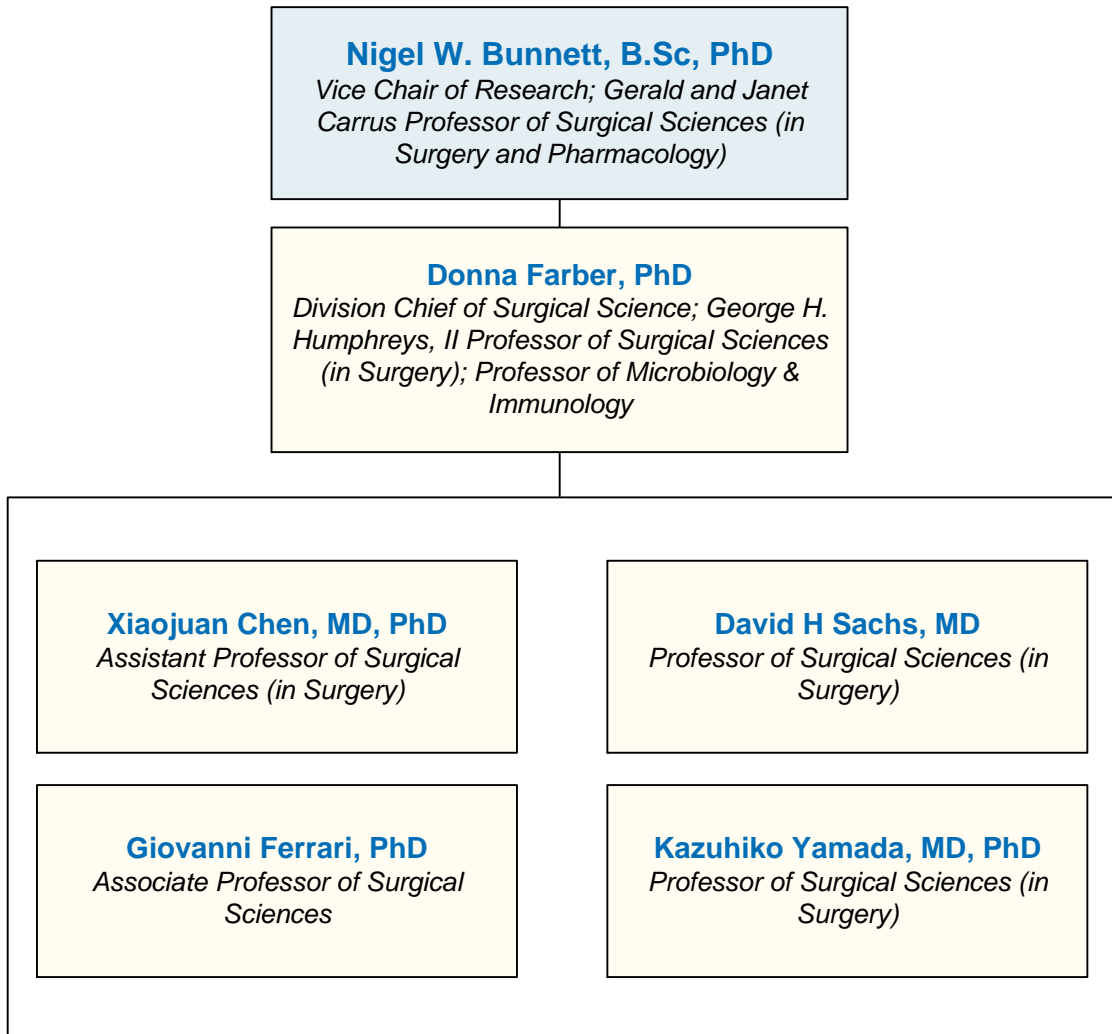 Nigel W. Bunnett, B.Sc, PhD
Vice Chair of Research; Gerald and Janet
Carrus Professor of Surgical Sciences (in
Surgery and Pharmacology)
Donna Farber, PhD
Division Chief of Surgical Science; George H.
Humphreys, II Professor of Surgical Sciences
(in Surgery); Professor of Microbiology &
Immunology
Xiaojuan Chen, MD, PhD
Assistant Professor of Surgical
Sciences (in Surgery)
David H Sachs, MD
Professor of Surgical Sciences (in
Surgery)
Giovanni Ferrari, PhD
Associate Professor of Surgical
Sciences
Kazuhiko Yamada, MD, PhD
Professor of Surgical Sciences (in
Surgery)